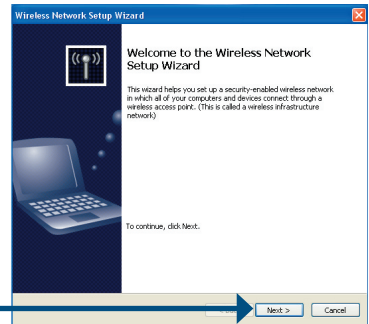 Wireless Network Setup Wizard
Welcome to the Wireless Network
Setup Wizard
This wizard helps you set up a security-enabled wireless network
in which all of your computers and devices connect through a
wireless access point. (This is called a wireless infrastructure
network)
To continue, click Next.
Next > Cancel